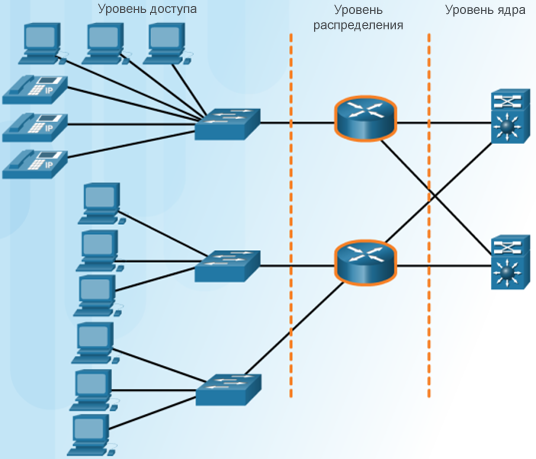 Уровень доступа
Уровень
распределения
Уровень ядра
IP
IP
IP